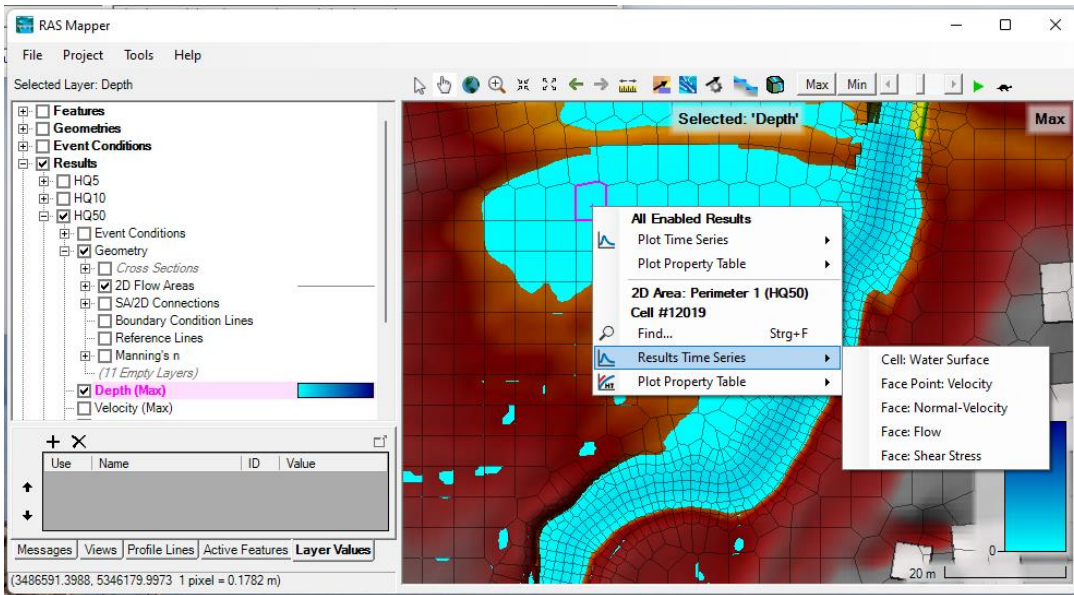 RAS Mapper
File Project Tools Help
Selected Layer: Depth
Max Min
Features
Geometries
Event Conditions
Results
HQ5
HQ10
HQ50
Event Conditions
Geometry
Cross Sections
2D Flow Areas
SA/2D Connections
Boundary Condition Lines
Reference Lines
Manning's n
(11 Empty Layers)
Depth (Max)
Velocity (Max)
Use Name ID Value
Messages Views Profile Lines Active Features Layer Values
(3486591.3988, 5346179.9973 1 pixel = 0.1782 m)
Selected: 'Depth'
Max
All Enabled Results
Plot Time Series
Plot Property Table
2D Area: Perimeter 1 (HQ50)
Cell #12019
Find... Strg+F
Results Time Series
Plot Property Table
Cell: Water Surface
Face Point: Velocity
Face: Normal-Velocity
Face: Flow
Face: Shear Stress
0
20 m